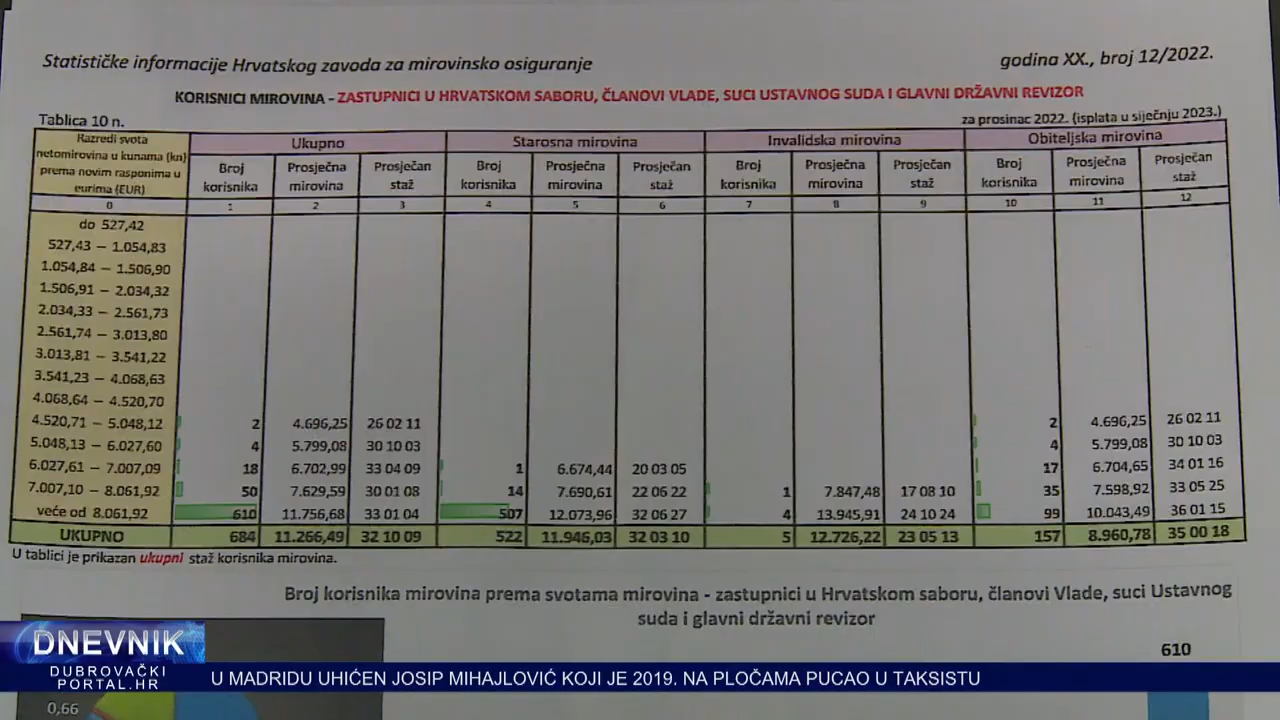 Statističke informacije Hrvatskog zavoda za mirovinsko osiguranje godina XX., broj 12/2022.
KORISNICI MIROVINA - ZASTUPNICI U HRVATSKOM SABORU, ČLANOVI VLADE, SUCI USTAVNOG SUDA I GLAVNI DRŽAVNI REVIZOR
Tablica 10 n. za prosinac 2022. (isplata u siječnju 2023.)
Razredi svota netomirovina u kunama (kn) prema novim rasponima u eurima (EUR) Ukupno Starosna mirovina Invalidska mirovina Obiteljska mirovina
Broj korisnika Prosječna mirovina Prosječan staž Broj korisnika Prosječna mirovina Prosječan staž Broj korisnika Prosječna mirovina Prosječan staž Broj korisnika Prosječna mirovina Prosječan staž
0 1 2 3 4 5 6 7 8 9 10 11 12
do 527,42
527,43 – 1.054,83
1.054,84 – 1.506,90
1.506,91 – 2.034,32
2.034,33 – 2.561,73
2.561,74 – 3.013,80
3.013,81 – 3.541,22
3.541,23 – 4.068,63
4.068,64 – 4.520,70
4.520,71 – 5.048,12 2 4.696,25 26 02 11 2 4.696,25 26 02 11
5.048,13 – 6.027,60 4 5.799,08 30 10 03 4 5.799,08 30 10 03
6.027,61 – 7.007,09 18 6.702,99 33 04 09 1 6.674,44 20 03 05 17 6.704,65 34 01 16
7.007,10 – 8.061,92 50 7.629,59 30 01 08 14 7.690,61 22 06 22 1 7.847,48 17 08 10 35 7.598,92 33 05 25
veće od 8.061,92 610 11.756,68 33 01 04 507 12.073,96 32 06 27 4 13.945,91 24 10 24 99 10.043,49 36 01 15
UKUPNO 684 11.266,49 32 10 09 522 11.946,03 32 03 10 5 12.726,22 23 05 13 157 8.960,78 35 00 18
U tablici je prikazan ukupni staž korisnika mirovina.
Broj korisnika mirovina prema svotama mirovina - zastupnici u Hrvatskom saboru, članovi Vlade, suci Ustavnog
suda i glavni državni revizor
610
DNEVNIK
DUBROVAČKI
PORTAL.HR
U MADRIDU UHIĆEN JOSIP MIHAJLOVIĆ KOJI JE 2019. NA PLOČAMA PUCAO U TAKSISTU
0,66